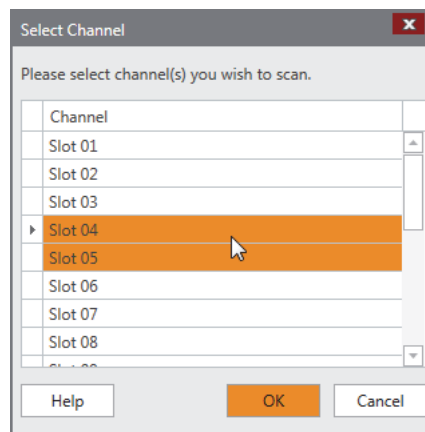 Select Channel
Please select channel(s) you wish to scan.
Channel
Slot 01
Slot 02
Slot 03
Slot 04
Slot 05
Slot 06
Slot 07
Slot 08
Help OK Cancel